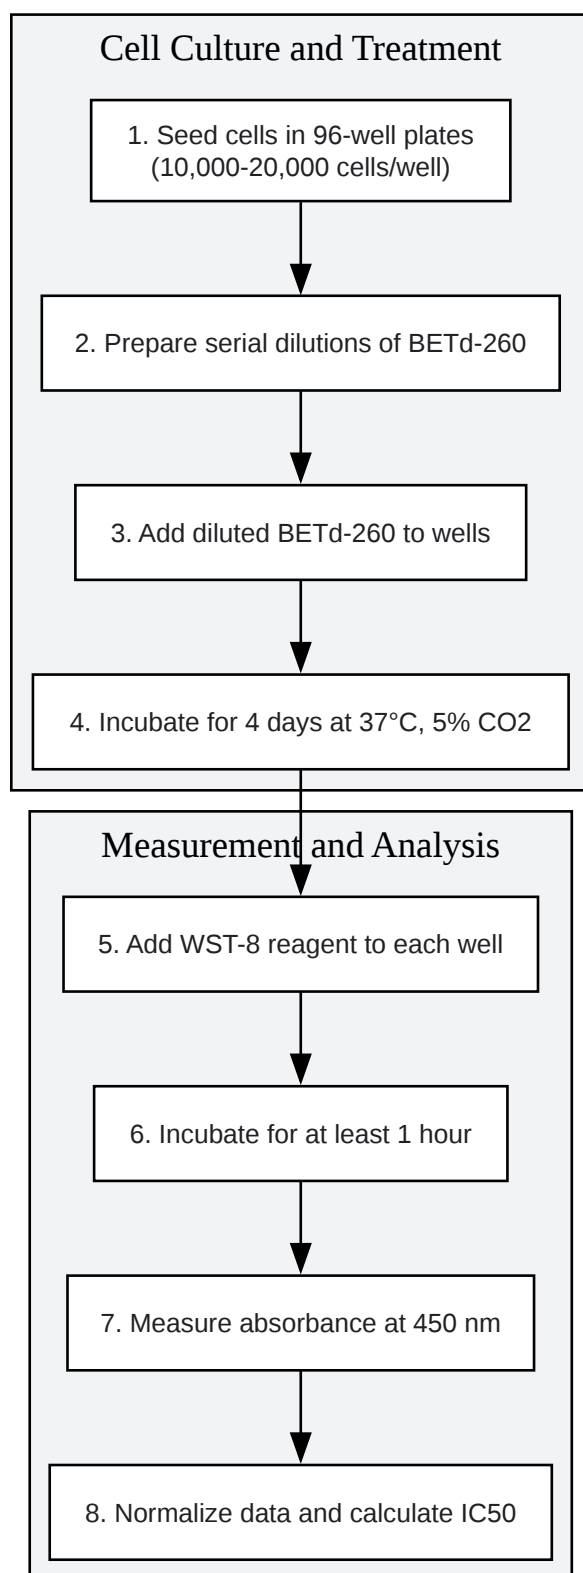 Cell Culture and Treatment
1. Seed cells in 96-well plates
(10,000-20,000 cells/well)
2. Prepare serial dilutions of BETd-260
3. Add diluted BETd-260 to wells
4. Incubate for 4 days at 37°C, 5% CO2
Measurement and Analysis
5. Add WST-8 reagent to each well
6. Incubate for at least 1 hour
7. Measure absorbance at 450 nm
8. Normalize data and calculate IC50